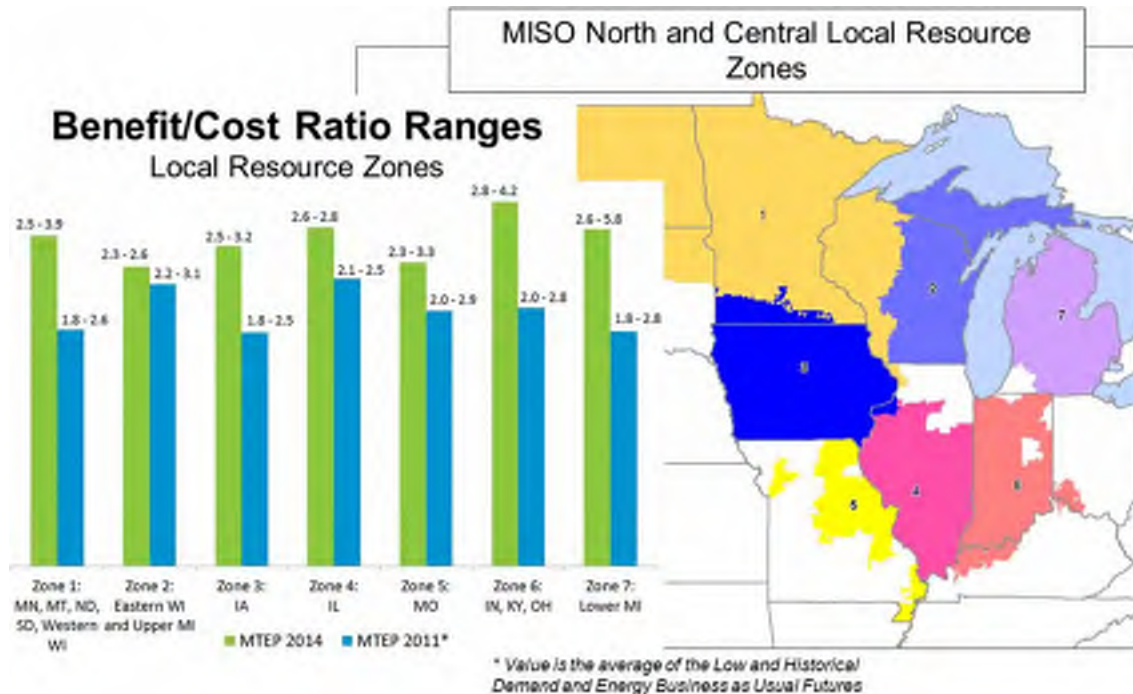 MISO North and Central Local Resource
Zones
Benefit/Cost Ratio Ranges
Local Resource Zones
2.5 - 3.9
1.8 - 2.6
2.3 - 2.6
2.2 - 3.1
2.5 - 3.2
1.8 - 2.5
2.6 - 2.8
2.1 - 2.5
2.3 - 3.3
2.0 - 2.9
2.8 - 4.2
2.0 - 2.8
2.6 - 5.8
1.8 - 2.8
Zone 1:
MN, MT, ND,
SD, Western
WI
Zone 2:
Eastern WI
and Upper MI
Zone 3:
IA
Zone 4:
IL
Zone 5:
MO
Zone 6:
IN, KY, OH
Zone 7:
Lower MI
MTEP 2014
MTEP 2011*
1
2
3
7
4
5
6
* Value is the average of the Low and Historical
Demand and Energy Business as Usual Futures